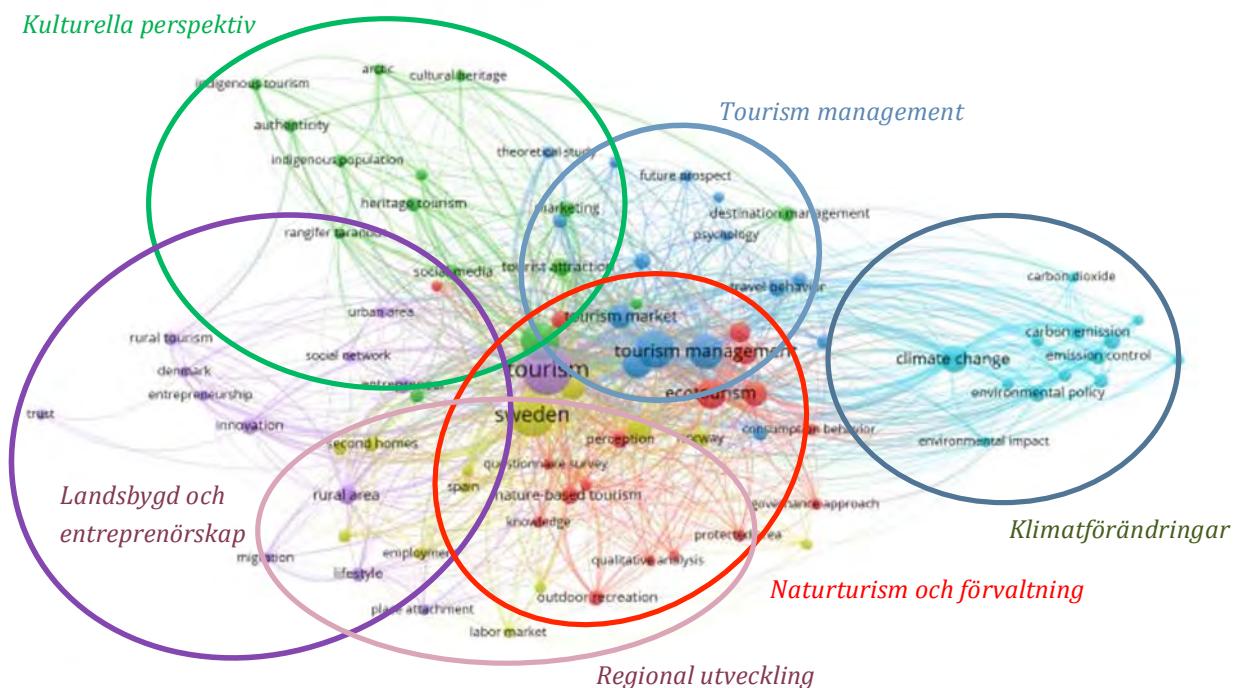 Kulturella perspektiv
arctic
cultural heritage
indigenous tourism
Tourism management
authenticity
theoretical study
indigenous population
future prospect
heritage tourism
marketing
destination management
rangifer tarandus
psychology
social media
tourist attraction
carbon dioxide
travel behavior
urban area
tourism market
rural tourism
carbon emission
social network
tourism management
climate change
emission control
denmark
tourism
entrepreneur
entrepreneurship
ecotourism
environmental policy
trust
sweden
innovation
consumption behavior
second homes
perception
norway
environmental impact
questionnaire survey
spain
Landsbygd och
entreprenörskap
rural area
nature-based tourism
governance approach
knowledge
Klimatförändringar
protected area
migration
employment
qualitative analysis
lifestyle
Naturturism och förvaltning
outdoor recreation
place attachment
labor market
Regional utveckling